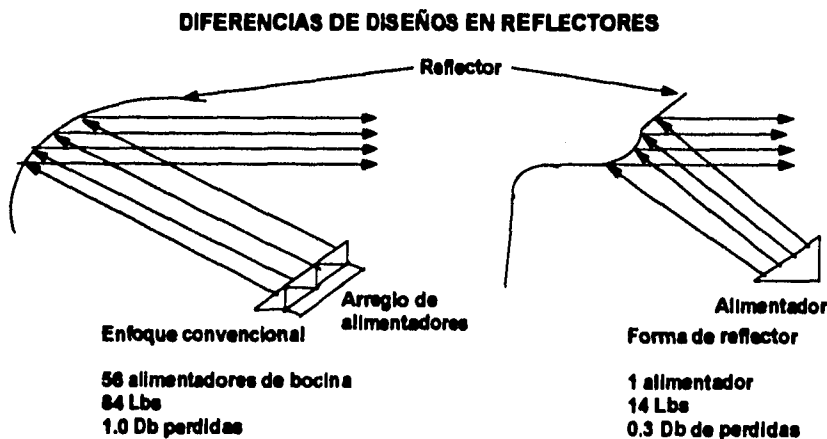 DIFERENCIAS DE DISEÑOS EN REFLECTORES
Reflector
Arreglo de
alimentadores
Enfoque convencional
56 alimentadores de bocina
84 Lbs
1.0 Db perdidas
Alimentador
Forma de reflector
1 alimentador
14 Lbs
0.3 Db de perdidas